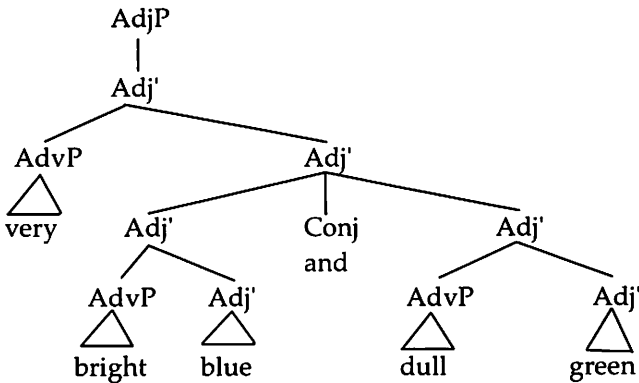 AdjP
Adj'
AdvP Adj'
very Adj' Conj Adj'
and
AdvP Adj' AdvP Adj'
bright blue dull green